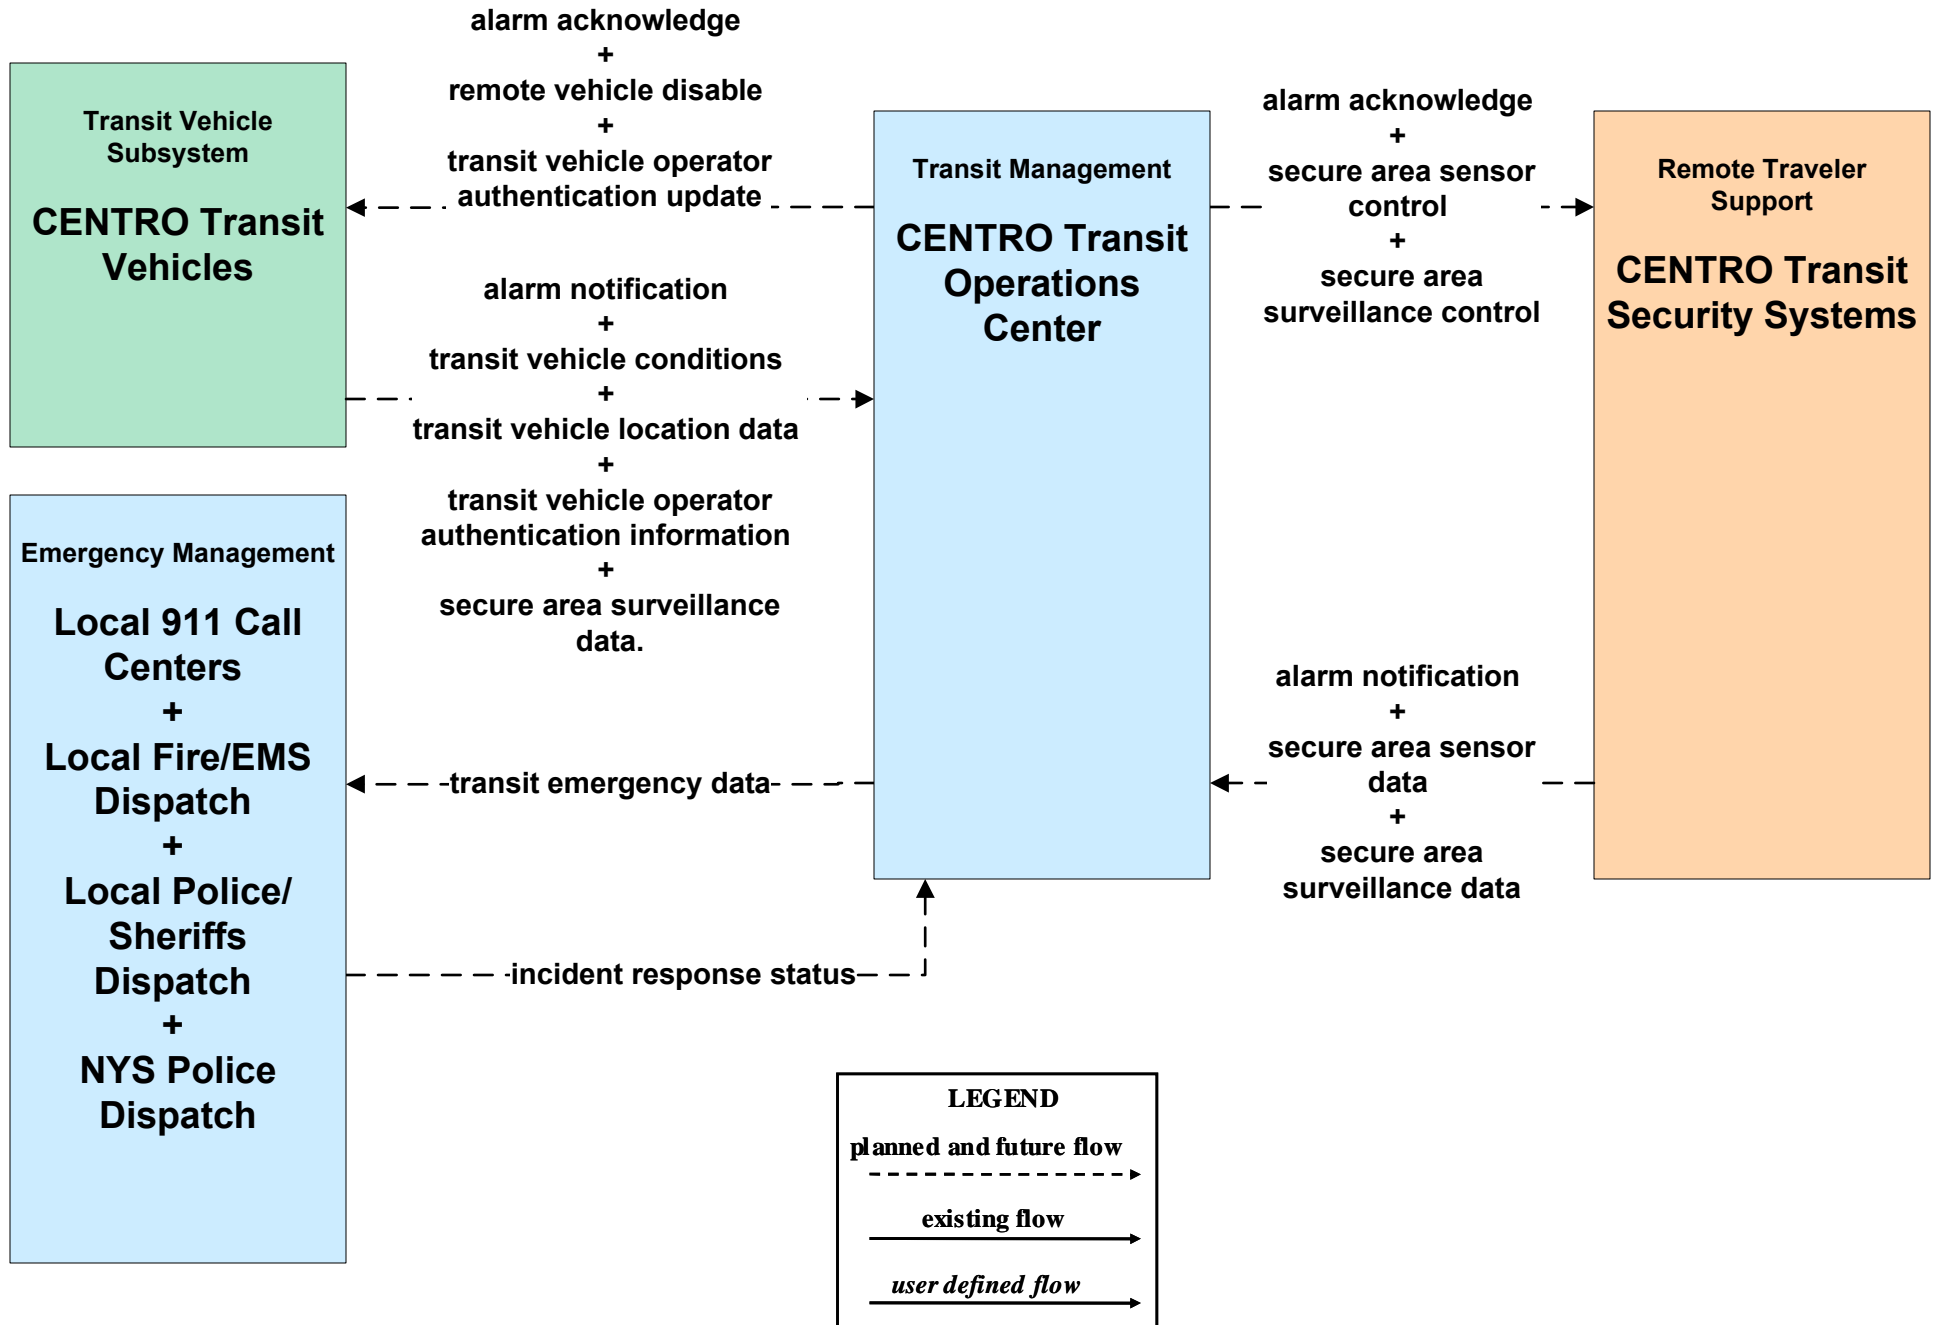 alarm acknowledge
+
remote vehicle disable
+
transit vehicle operator
authentication update
Transit Vehicle
Subsystem
CENTRO Transit
Vehicles
alarm notification
+
transit vehicle conditions
+
transit vehicle location data
+
transit vehicle operator
authentication information
+
secure area surveillance
data.
Transit Management
CENTRO Transit
Operations
Center
alarm acknowledge
+
secure area sensor
control
+
secure area
surveillance control
Remote Traveler
Support
CENTRO Transit
Security Systems
Emergency Management
Local 911 Call
Centers
+
Local Fire/EMS
Dispatch
+
Local Police/
Sheriffs
Dispatch
+
NYS Police
Dispatch
transit emergency data
incident response status
alarm notification
+
secure area sensor
data
+
secure area
surveillance data
LEGEND
planned and future flow
existing flow
user defined flow